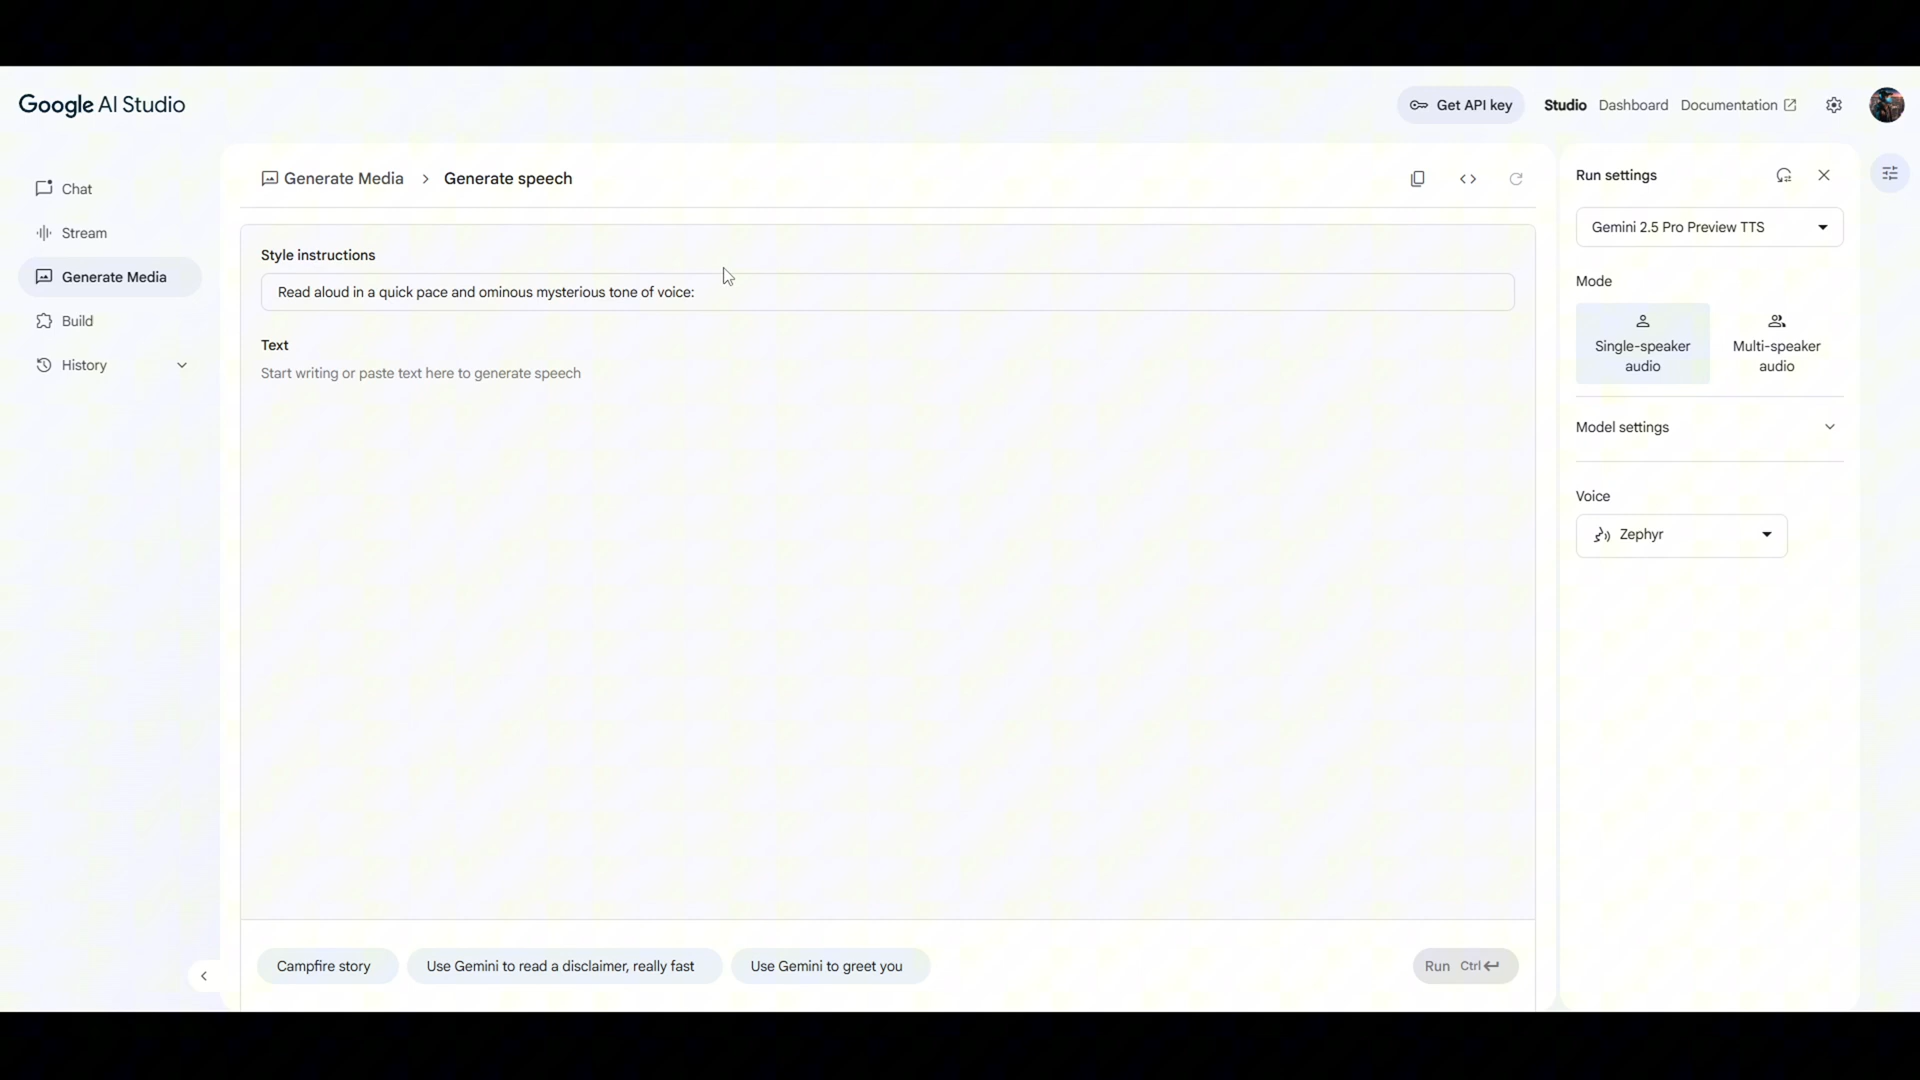 Google AI Studio
Get API key
Studio
Dashboard
Documentation
Chat
Stream
Generate Media
Build
History
Generate Media > Generate speech
Style instructions
Read aloud in a quick pace and ominous mysterious tone of voice:
Text
Start writing or paste text here to generate speech
Campfire story
Use Gemini to read a disclaimer, really fast
Use Gemini to greet you
Run Ctrl
Run settings
Gemini 2.5 Pro Preview TTS
Mode
Single-speaker
audio
Multi-speaker
audio
Model settings
Voice
Zephyr